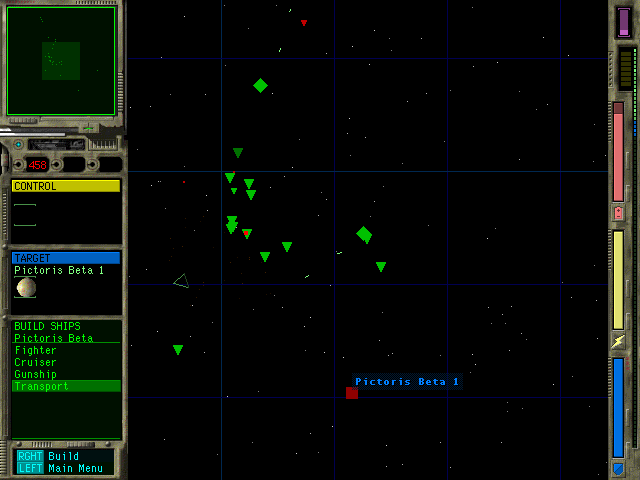 458
CONTROL
TARGET
Pictoris Beta 1
BUILD SHIPS
Pictoris Beta
Fighter
Cruiser
Gunship
Transport
RGHT Build
LEFT Main Menu
Pictoris Beta 1